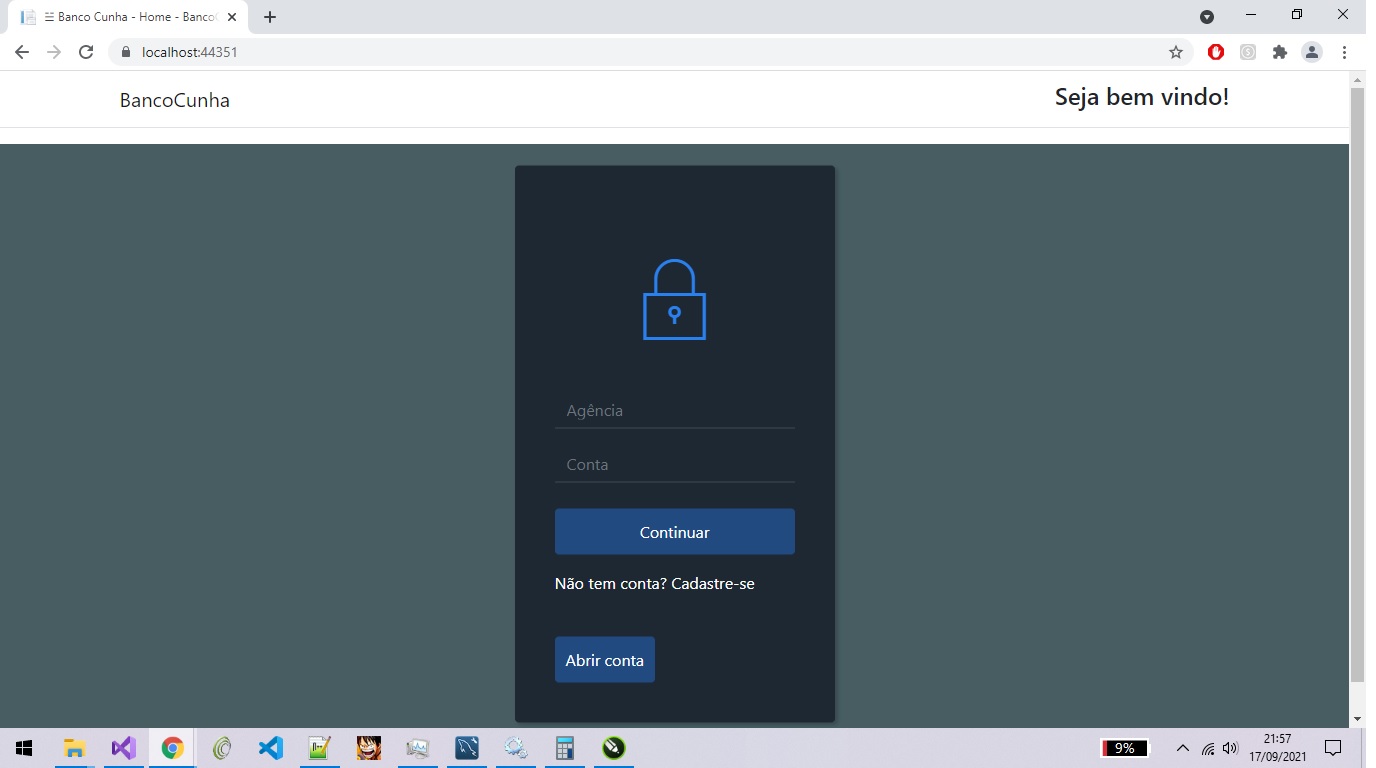 ☱ Banco Cunha - Home - Banco
localhost:44351
BancoCunha
Seja bem vindo!
Agência
Conta
Continuar
Não tem conta? Cadastre-se
Abrir conta
9%
21:57
17/09/2021